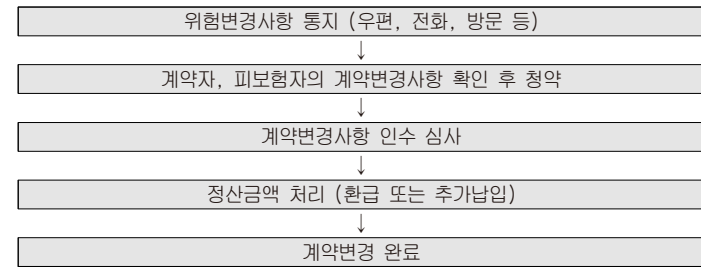 위험변경사항 통지 (우편, 전화, 방문 등)
↓
계약자, 피보험자의 계약변경사항 확인 후 청약
↓
계약변경사항 인수 심사
↓
정산금액 처리 (환급 또는 추가납입)
↓
계약변경 완료